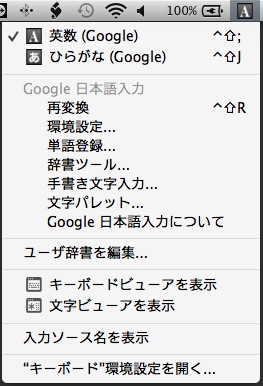 100% A
✓ A 英数 (Google) ^⇧;
あ ひらがな (Google) ^⇧J
Google 日本語入力
再変換 ^⇧R
環境設定...
単語登録...
辞書ツール...
手書き文字入力...
文字パレット...
Google 日本語入力について
ユーザ辞書を編集...
キーボードビューアを表示
文字ビューアを表示
入力ソース名を表示
“キーボード”環境設定を開く...